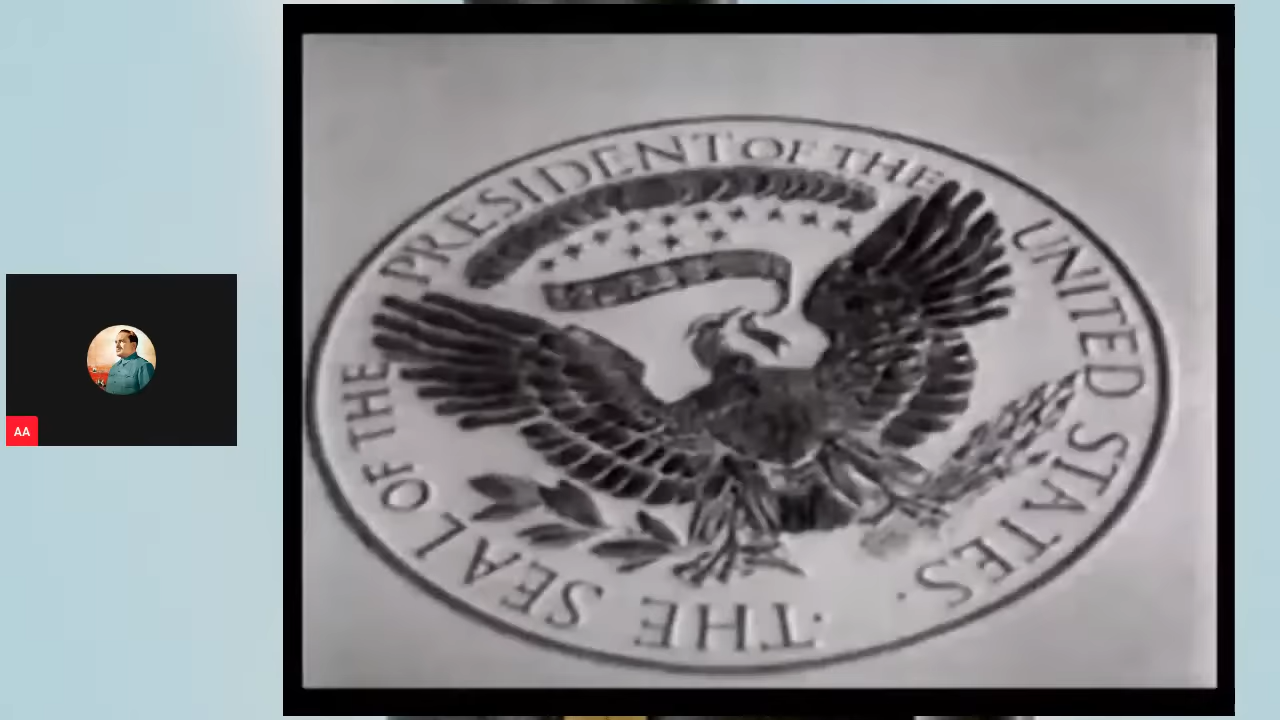 THE SEAL OF THE PRESIDENT OF THE UNITED STATES
AA